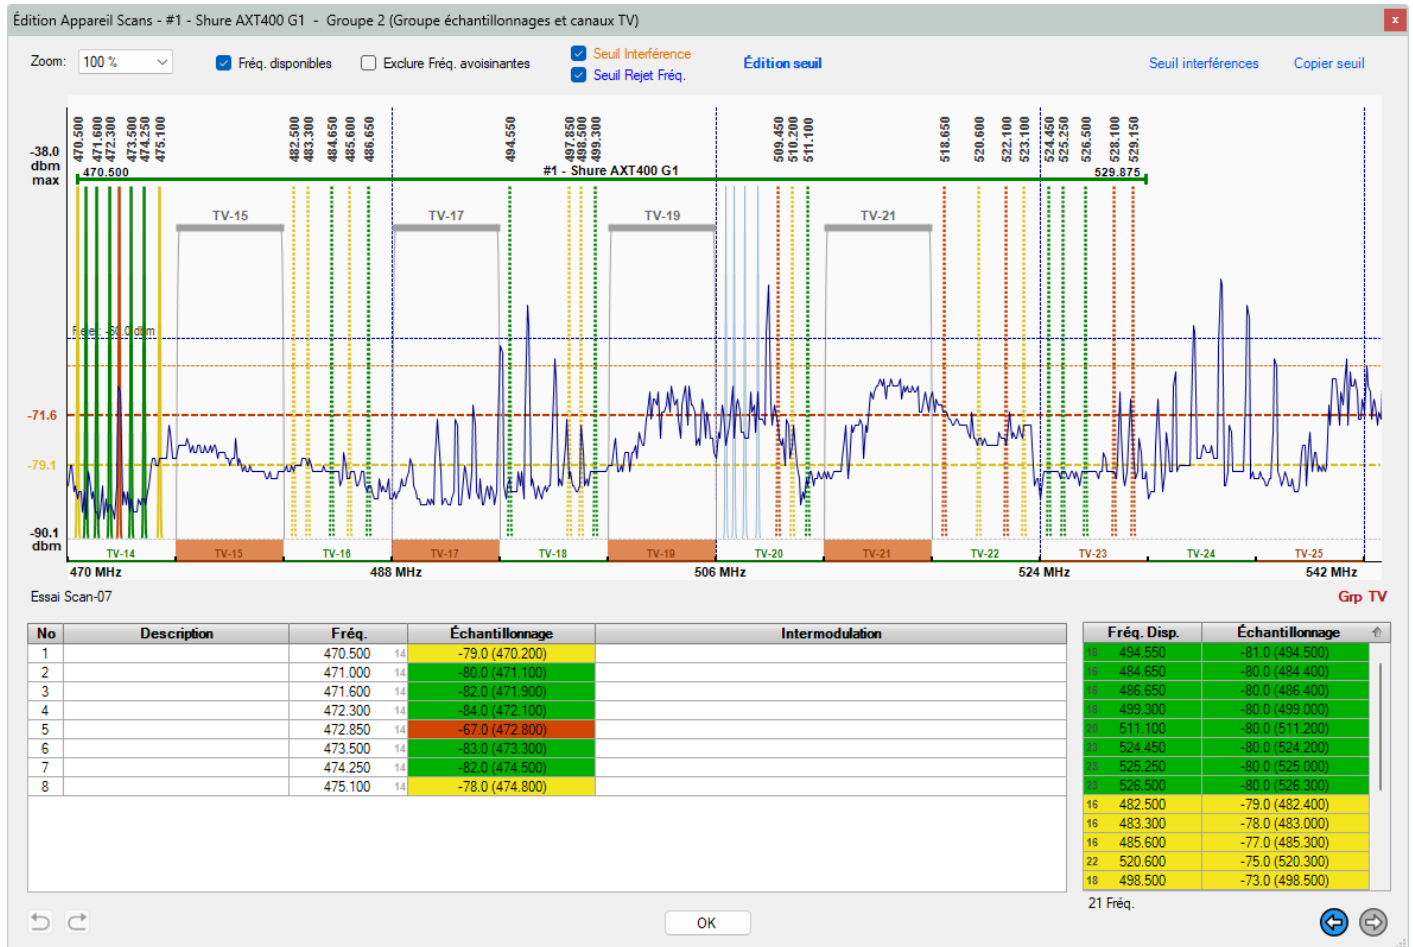 Édition Appareil Scans - #1 - Shure AXT400 G1 - Groupe 2 (Groupe échantillonnages et canaux TV)
x
Zoom: 100 % Fréq. disponibles Exclure Fréq. avoisinantes Seuil Interférence Édition seuil Seuil interférences Copier seuil
Seuil Rejet Fréq.
470.500 471.600 472.300 473.500 474.250 475.100 482.500 483.300 484.650 485.600 486.650 494.550 497.850 498.500 499.300 509.450 510.200 511.100 518.650 520.600 522.100 523.100 524.450 525.250 526.500 528.100 529.150
-38.0
dbm
max
470.500 #1 - Shure AXT400 G1 529.875
TV-15 TV-17 TV-19 TV-21
Rejet : -60.0 dbm
-71.6
-79.1
-90.1
dbm
TV-14 TV-15 TV-16 TV-17 TV-18 TV-19 TV-20 TV-21 TV-22 TV-23 TV-24 TV-25
470 MHz 488 MHz 506 MHz 524 MHz 542 MHz
Essai Scan-07 Grp TV
No Description Fréq. Échantillonnage Intermodulation
1 470.500 14 -79.0 (470.200)
2 471.000 14 -80.0 (471.100)
3 471.600 14 -82.0 (471.900)
4 472.300 14 -84.0 (472.100)
5 472.850 14 -67.0 (472.800)
6 473.500 14 -83.0 (473.300)
7 474.250 14 -82.0 (474.500)
8 475.100 14 -78.0 (474.800)
Fréq. Disp. Échantillonnage
18 494.550 -81.0 (494.500)
16 484.650 -80.0 (484.400)
16 486.650 -80.0 (486.400)
18 499.300 -80.0 (499.000)
20 511.100 -80.0 (511.200)
23 524.450 -80.0 (524.200)
23 525.250 -80.0 (525.000)
23 526.500 -80.0 (526.300)
16 482.500 -79.0 (482.400)
16 483.300 -78.0 (483.000)
16 485.600 -77.0 (485.300)
22 520.600 -75.0 (520.300)
18 498.500 -73.0 (498.500)
21 Fréq.
OK